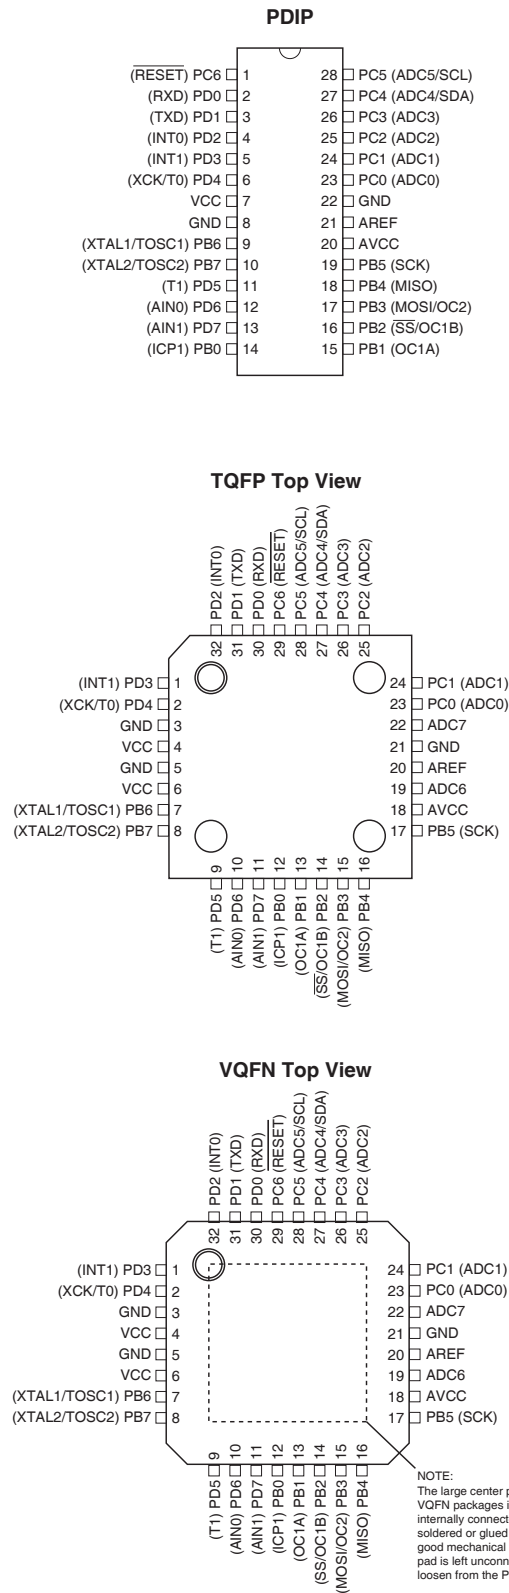 PDIP
(RESET) PC6 1 28 PC5 (ADC5/SCL)
(RXD) PD0 2 27 PC4 (ADC4/SDA)
(TXD) PD1 3 26 PC3 (ADC3)
(INT0) PD2 4 25 PC2 (ADC2)
(INT1) PD3 5 24 PC1 (ADC1)
(XCK/T0) PD4 6 23 PC0 (ADC0)
VCC 7 22 GND
GND 8 21 AREF
(XTAL1/TOSC1) PB6 9 20 AVCC
(XTAL2/TOSC2) PB7 10 19 PB5 (SCK)
(T1) PD5 11 18 PB4 (MISO)
(AIN0) PD6 12 17 PB3 (MOSI/OC2)
(AIN1) PD7 13 16 PB2 (SS/OC1B)
(ICP1) PB0 14 15 PB1 (OC1A)
TQFP Top View
32 PD2 (INT0)
31 PD1 (TXD)
30 PD0 (RXD)
29 PC6 (RESET)
28 PC5 (ADC5/SCL)
27 PC4 (ADC4/SDA)
26 PC3 (ADC3)
25 PC2 (ADC2)
(INT1) PD3 1 24 PC1 (ADC1)
(XCK/T0) PD4 2 23 PC0 (ADC0)
GND 3 22 ADC7
VCC 4 21 GND
GND 5 20 AREF
VCC 6 19 ADC6
(XTAL1/TOSC1) PB6 7 18 AVCC
(XTAL2/TOSC2) PB7 8 17 PB5 (SCK)
(T1) PD5 9
(AIN0) PD6 10
(AIN1) PD7 11
(ICP1) PB0 12
(OC1A) PB1 13
(SS/OC1B) PB2 14
(MOSI/OC2) PB3 15
(MISO) PB4 16
VQFN Top View
32 PD2 (INT0)
31 PD1 (TXD)
30 PD0 (RXD)
29 PC6 (RESET)
28 PC5 (ADC5/SCL)
27 PC4 (ADC4/SDA)
26 PC3 (ADC3)
25 PC2 (ADC2)
(INT1) PD3 1 24 PC1 (ADC1)
(XCK/T0) PD4 2 23 PC0 (ADC0)
GND 3 22 ADC7
VCC 4 21 GND
GND 5 20 AREF
VCC 6 19 ADC6
(XTAL1/TOSC1) PB6 7 18 AVCC
(XTAL2/TOSC2) PB7 8 17 PB5 (SCK)
(T1) PD5 9
(AIN0) PD6 10
(AIN1) PD7 11
(ICP1) PB0 12
(OC1A) PB1 13
(SS/OC1B) PB2 14
(MOSI/OC2) PB3 15
(MISO) PB4 16
NOTE:
The large center
VQFN packages
internally
soldered or glued
good mechanical
pad is left
loosen from the